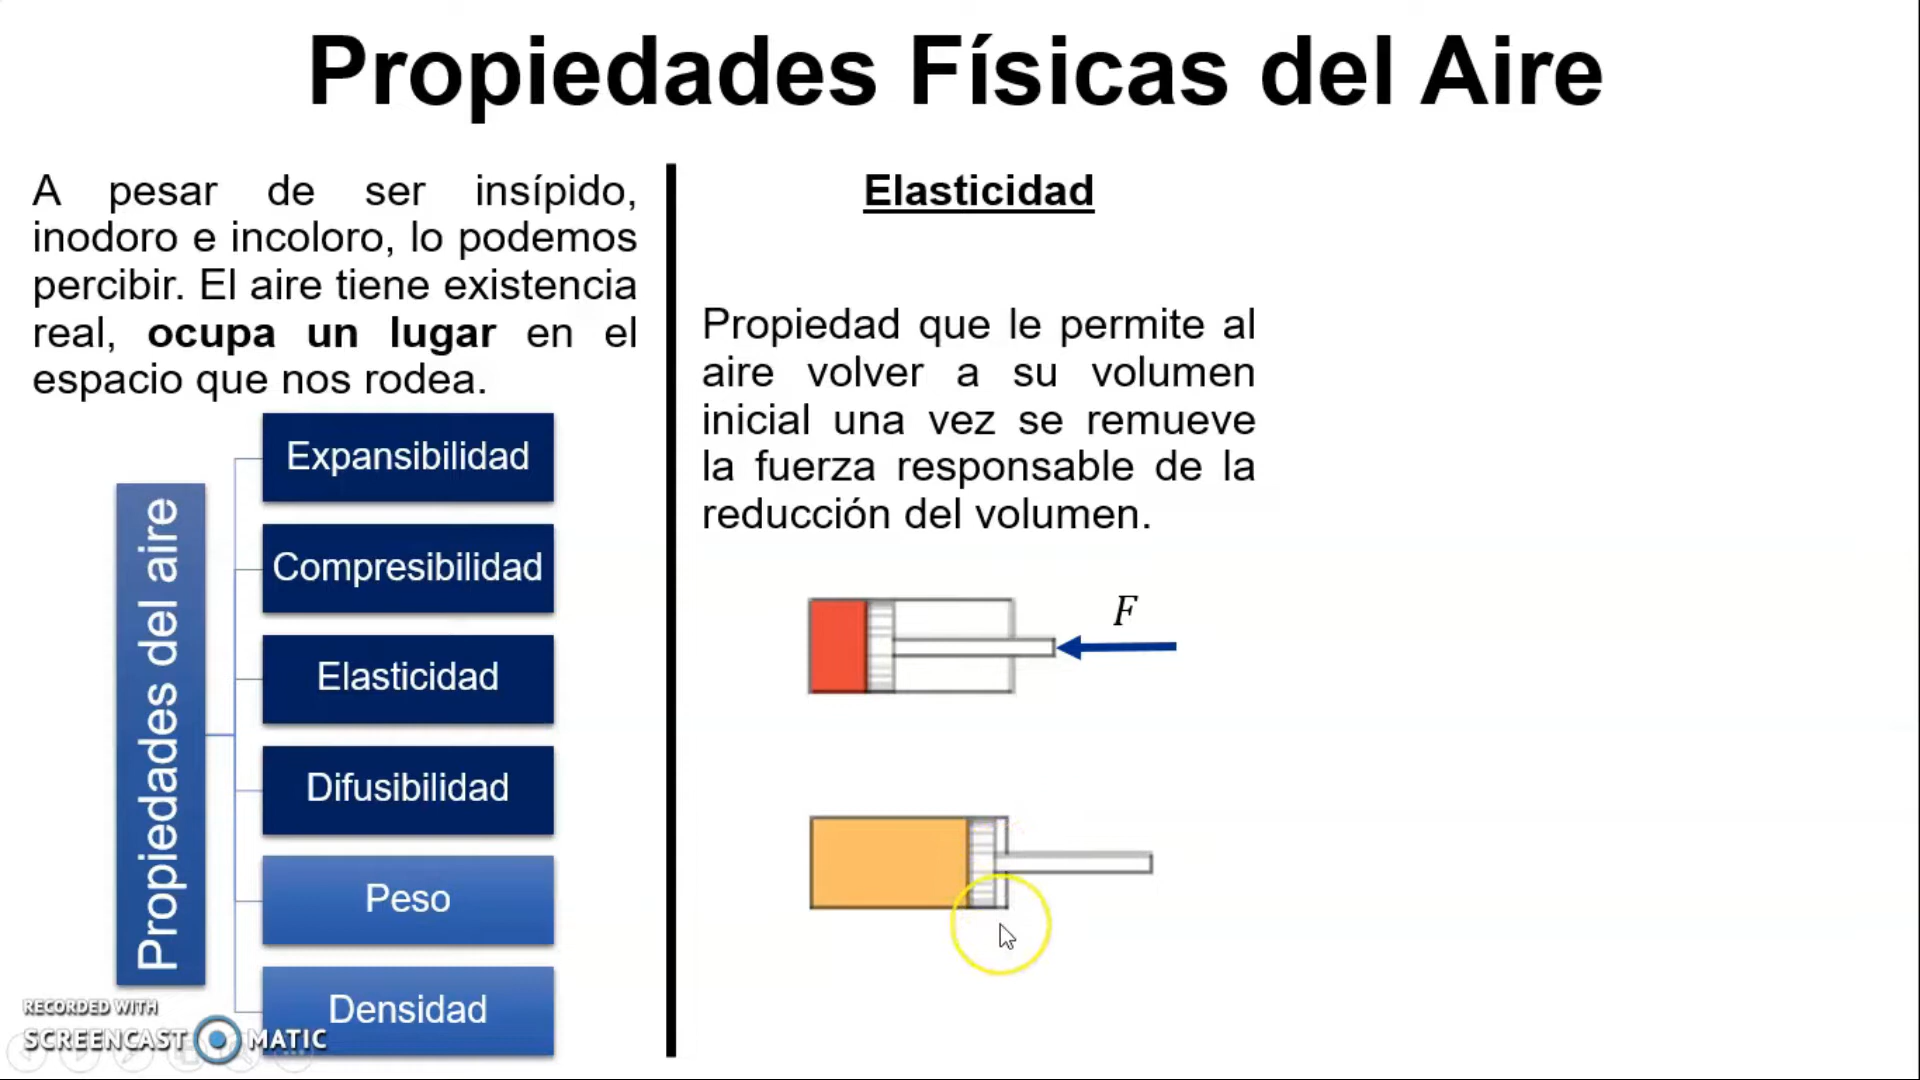 Propiedades Físicas del Aire
A pesar de ser insípido,
inodoro e incoloro, lo podemos
percibir. El aire tiene existencia
real, ocupa un lugar en el
espacio que nos rodea.
Propiedades del aire
Expansibilidad
Compresibilidad
Elasticidad
Difusibilidad
Peso
Densidad
Elasticidad
Propiedad que le permite al
aire volver a su volumen
inicial una vez se remueve
la fuerza responsable de la
reducción del volumen.
F
RECORDED WITH
SCREENCAST MATIC